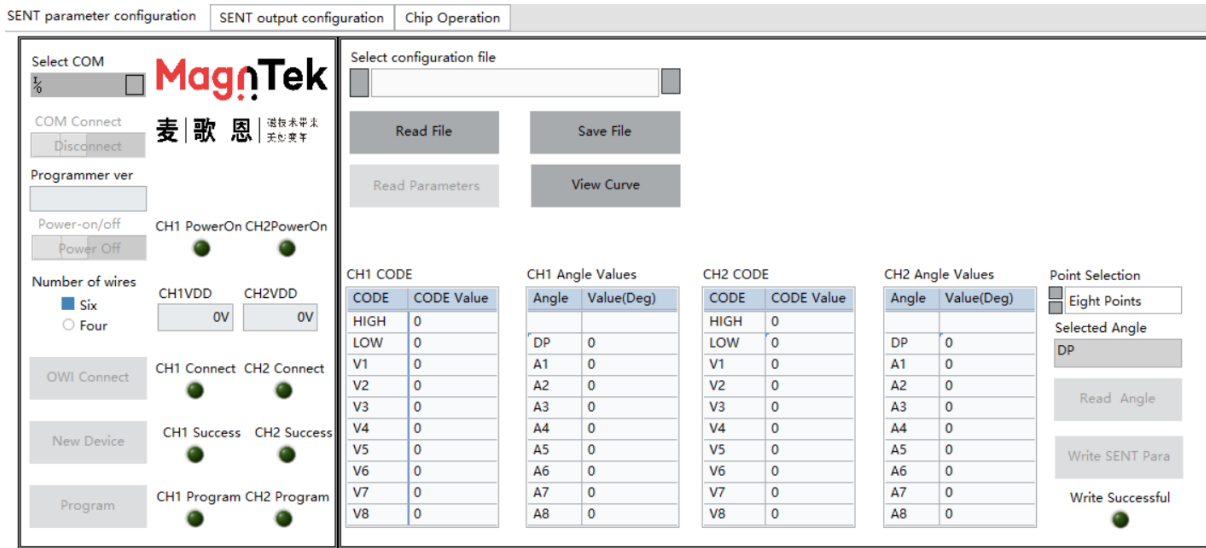 SENT parameter configuration SENT output configuration Chip Operation
Select COM
MagnTek
COM Connect
Disconnect
麦 歌 恩 磁技术带来
美妙变革
Programmer ver
Power-on/off
Power Off
CH1 PowerOn CH2PowerOn
Number of wires
Six
Four
CH1VDD CH2VDD
0V 0V
OWI Connect
CH1 Connect CH2 Connect
New Device
CH1 Success CH2 Success
Program
CH1 Program CH2 Program
Select configuration file
Read File Save File
Read Parameters View Curve
CH1 CODE
CODE CODE Value
HIGH 0
LOW 0
V1 0
V2 0
V3 0
V4 0
V5 0
V6 0
V7 0
V8 0
CH1 Angle Values
Angle Value(Deg)
DP 0
A1 0
A2 0
A3 0
A4 0
A5 0
A6 0
A7 0
A8 0
CH2 CODE
CODE CODE Value
HIGH 0
LOW 0
V1 0
V2 0
V3 0
V4 0
V5 0
V6 0
V7 0
V8 0
CH2 Angle Values
Angle Value(Deg)
DP 0
A1 0
A2 0
A3 0
A4 0
A5 0
A6 0
A7 0
A8 0
Point Selection
Eight Points
Selected Angle
DP
Read Angle
Write SENT Para
Write Successful